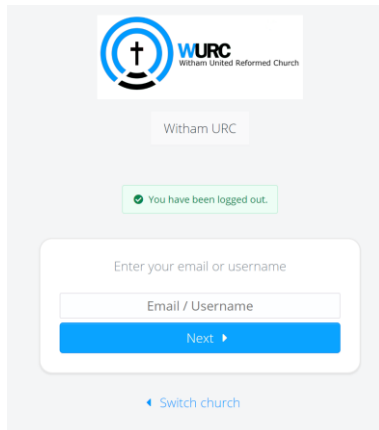 WURC
Witham United Reformed Church
Witham URC
You have been logged out.
Enter your email or username
Email / Username
Next
Switch church